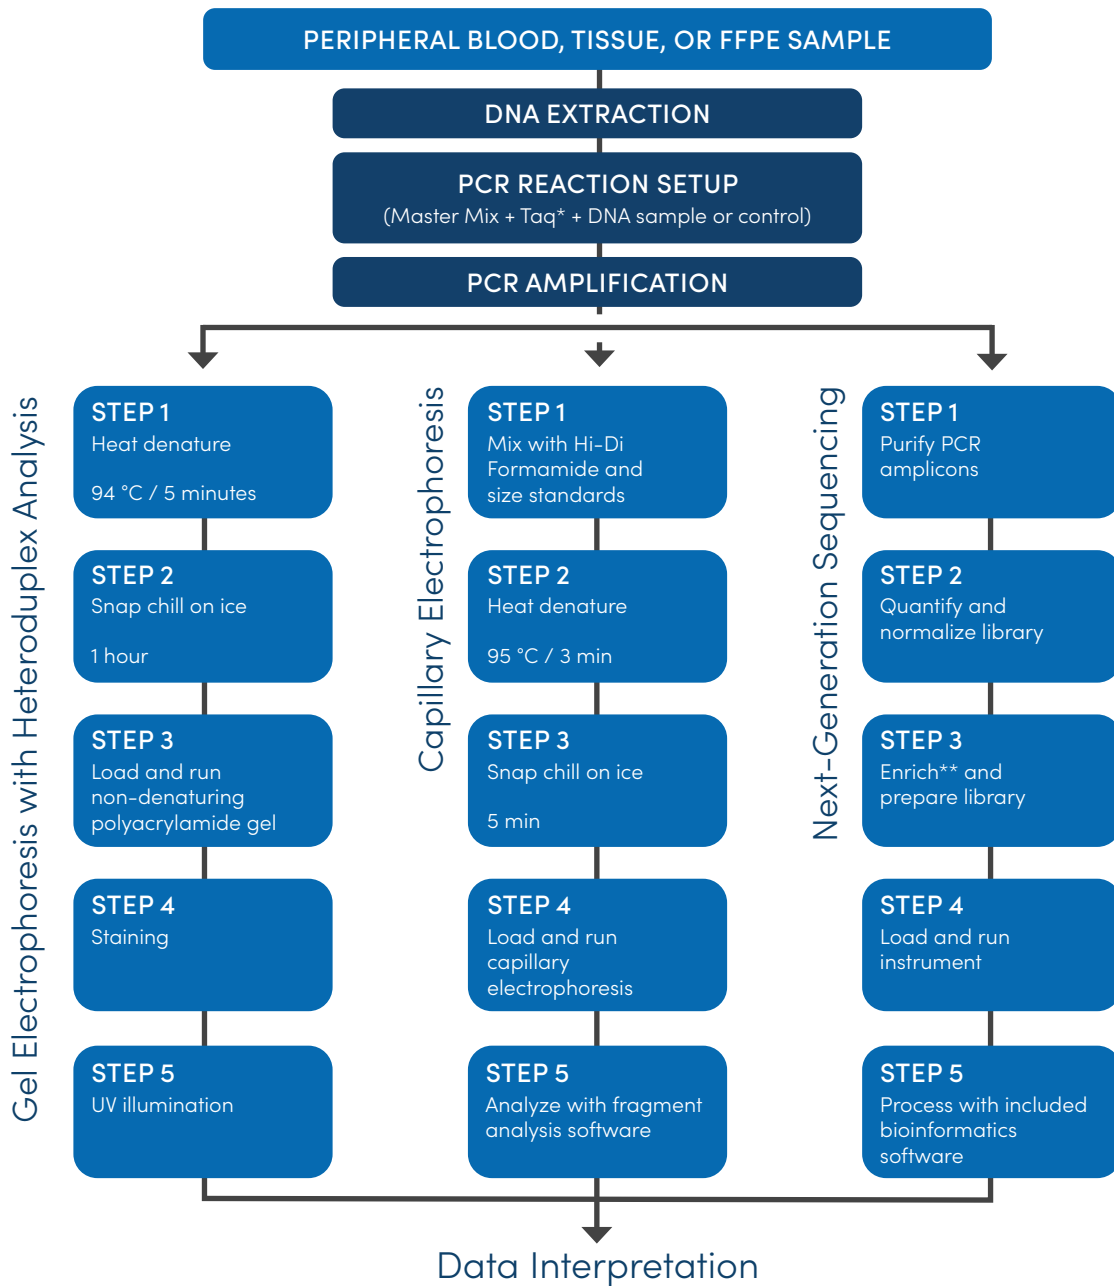 PERIPHERAL BLOOD, TISSUE, OR FFPE SAMPLE
DNA EXTRACTION
PCR REACTION SETUP
(Master Mix + Taq* + DNA sample or control)
PCR AMPLIFICATION
Gel Electrophoresis with Heteroduplex Analysis
STEP 1
Heat denature
94 °C / 5 minutes
STEP 2
Snap chill on ice
1 hour
STEP 3
Load and run
non-denaturing
polyacrylamide gel
STEP 4
Staining
STEP 5
UV illumination
Capillary Electrophoresis
STEP 1
Mix with Hi-Di
Formamide and
size standards
STEP 2
Heat denature
95 °C / 3 min
STEP 3
Snap chill on ice
5 min
STEP 4
Load and run
capillary
electrophoresis
STEP 5
Analyze with fragment
analysis software
Next-Generation Sequencing
STEP 1
Purify PCR
amplicons
STEP 2
Quantify and
normalize library
STEP 3
Enrich** and
prepare library
STEP 4
Load and run
instrument
STEP 5
Process with included
bioinformatics
software
Data Interpretation